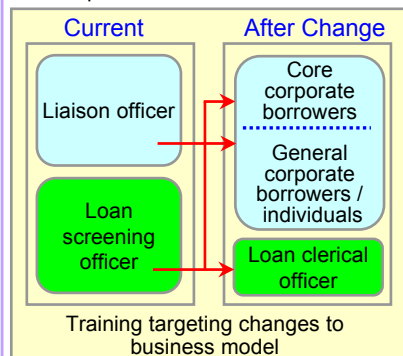 Current
After Change
Liaison officer
Loan
screening
officer
Core
corporate
borrowers
General
corporate
borrowers /
individuals
Loan clerical
officer
Training targeting changes to
business model